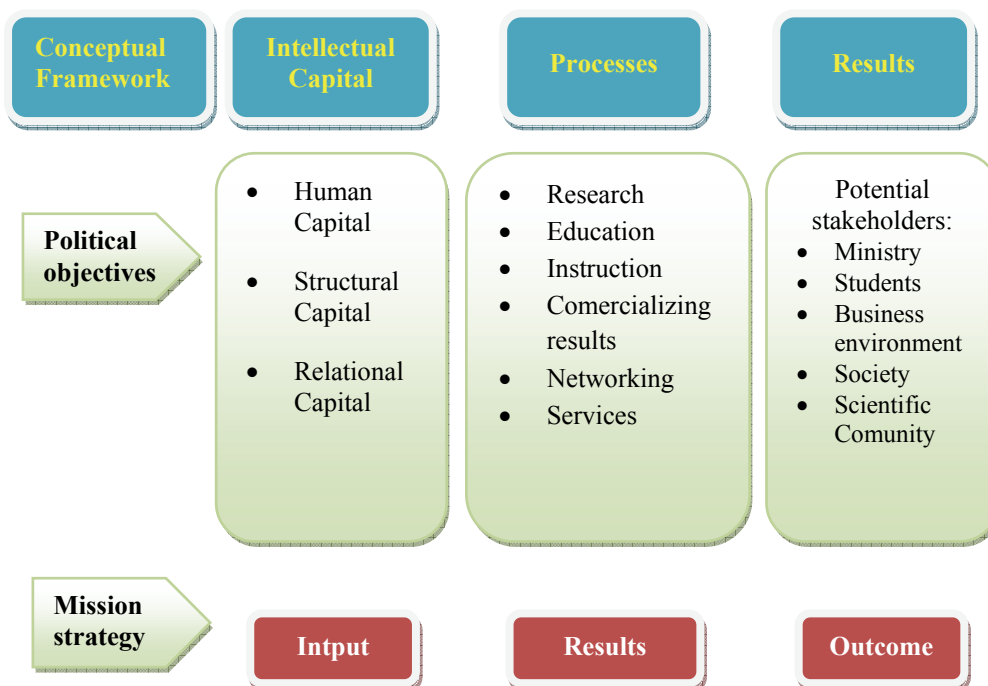 Conceptual
Framework
Intellectual
Capital
Processes
Results
Political
objectives
• Human
Capital
• Structural
Capital
• Relational
Capital
• Research
• Education
• Instruction
• Comercializing
results
• Networking
• Services
Potential
stakeholders:
• Ministry
• Students
• Business
environment
• Society
• Scientific
Comunity
Mission
strategy
Intput
Results
Outcome